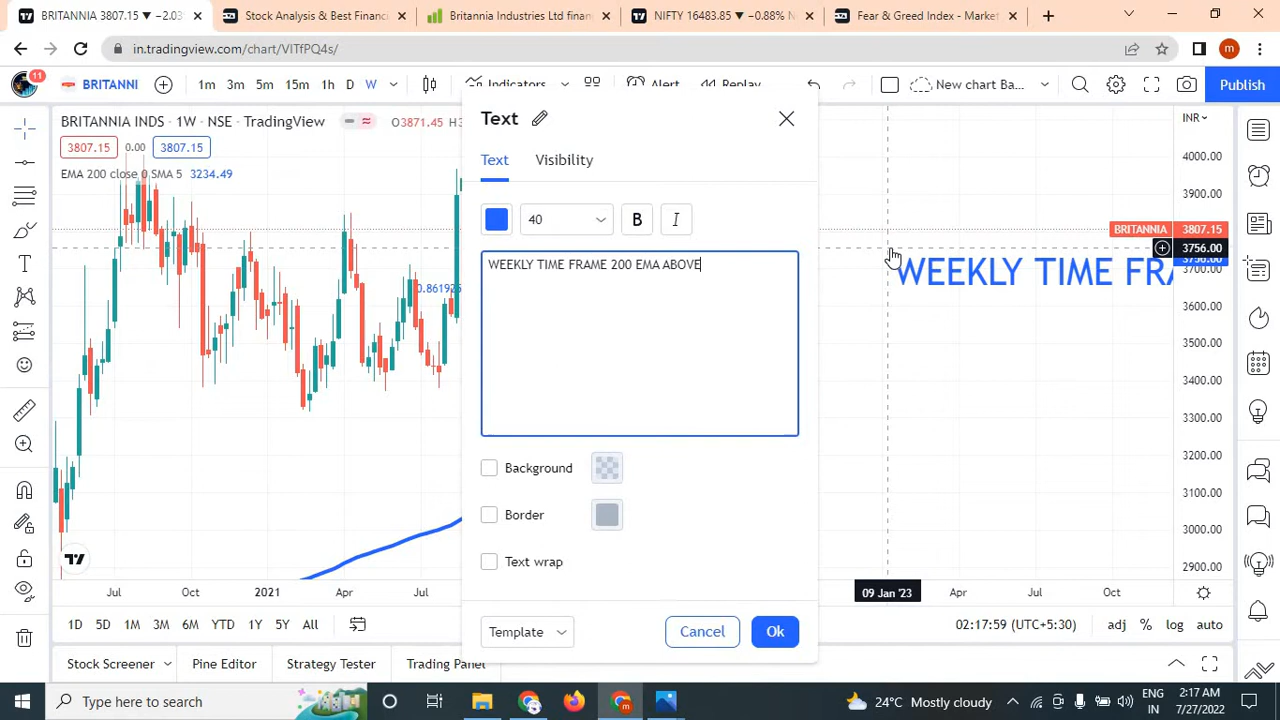 BRITANNIA 3807.15 ▼ −2.03
Stock Analysis & Best Financi
Britannia Industries Ltd finan
NIFTY 16483.85 ▼ −0.88% N
Fear & Greed Index - Market
in.tradingview.com/chart/VITfPQ4s/
m
11
BRITANNI
1m 3m 5m 15m 1h D W
Indicators
Alert
Replay
New chart Ba...
Publish
BRITANNIA INDS · 1W · NSE · TradingView
O3871.45
3807.15 0.00 3807.15
EMA 200 close 0 SMA 5 3234.49
Text
Text Visibility
40 B I
WEEKLY TIME FRAME 200 EMA ABOVE
Background
Border
Text wrap
Template Cancel Ok
WEEKLY TIME FRA
INR
4000.00
3900.00
BRITANNIA 3807.15
3756.00
3700.00
3600.00
3500.00
3400.00
3300.00
3200.00
3100.00
3000.00
2900.00
Jul 2021 Apr Jul 09 Jan '23 Apr Jul Oct
1D 5D 1M 3M 6M YTD 1Y 5Y All
02:17:59 (UTC+5:30) adj % log auto
Stock Screener Pine Editor Strategy Tester Trading Panel
Type here to search
24°C Mostly cloudy
ENG
IN
2:17 AM
7/27/2022